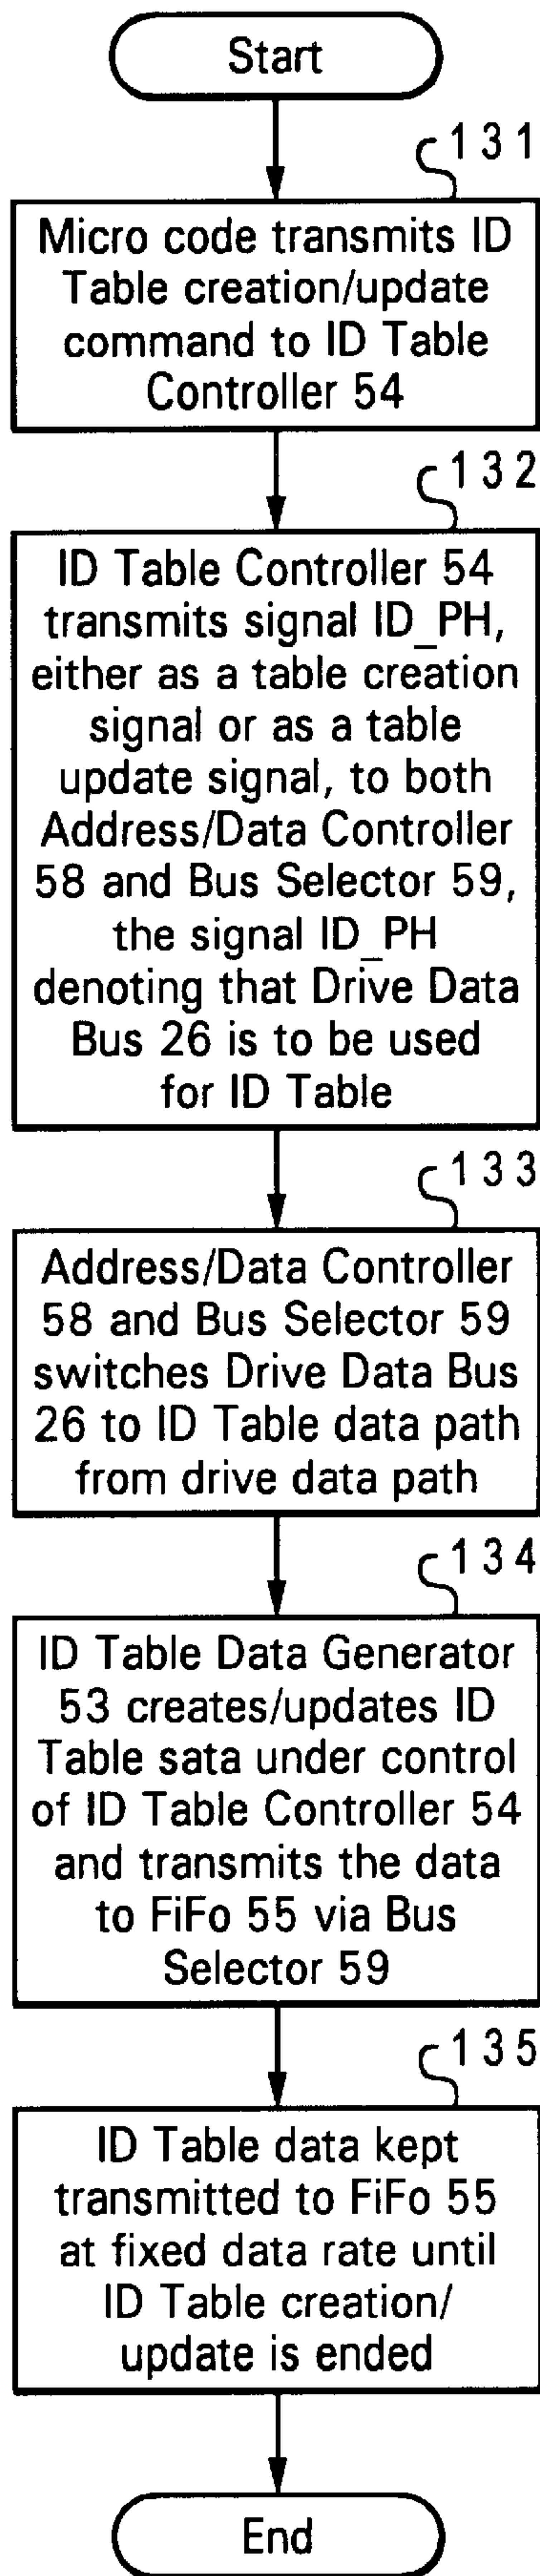 Start
131
Micro code transmits ID
Table creation/update
command to ID Table
Controller 54
132
ID Table Controller 54
transmits signal ID_PH,
either as a table creation
signal or as a table
update signal, to both
Address/Data Controller
58 and Bus Selector 59,
the signal ID_PH
denoting that Drive Data
Bus 26 is to be used
for ID Table
133
Address/Data Controller
58 and Bus Selector 59
switches Drive Data Bus
26 to ID Table data path
from drive data path
134
ID Table Data Generator
53 creates/updates ID
Table sata under control
of ID Table Controller 54
and transmits the data
to FiFo 55 via Bus
Selector 59
135
ID Table data kept
transmitted to FiFo 55
at fixed data rate until
ID Table creation/
update is ended
End